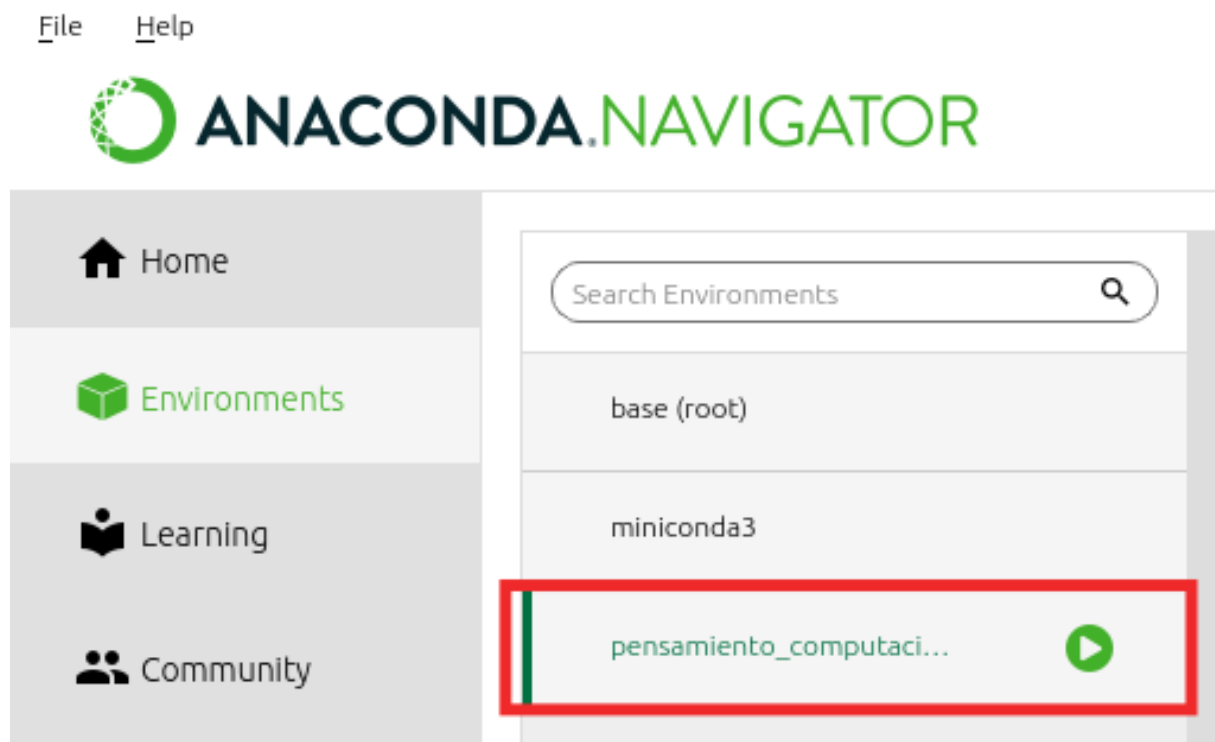 File Help
ANACONDA.NAVIGATOR
Home
Search Environments
Environments
base (root)
Learning
miniconda3
Community
pensamiento_computaci...